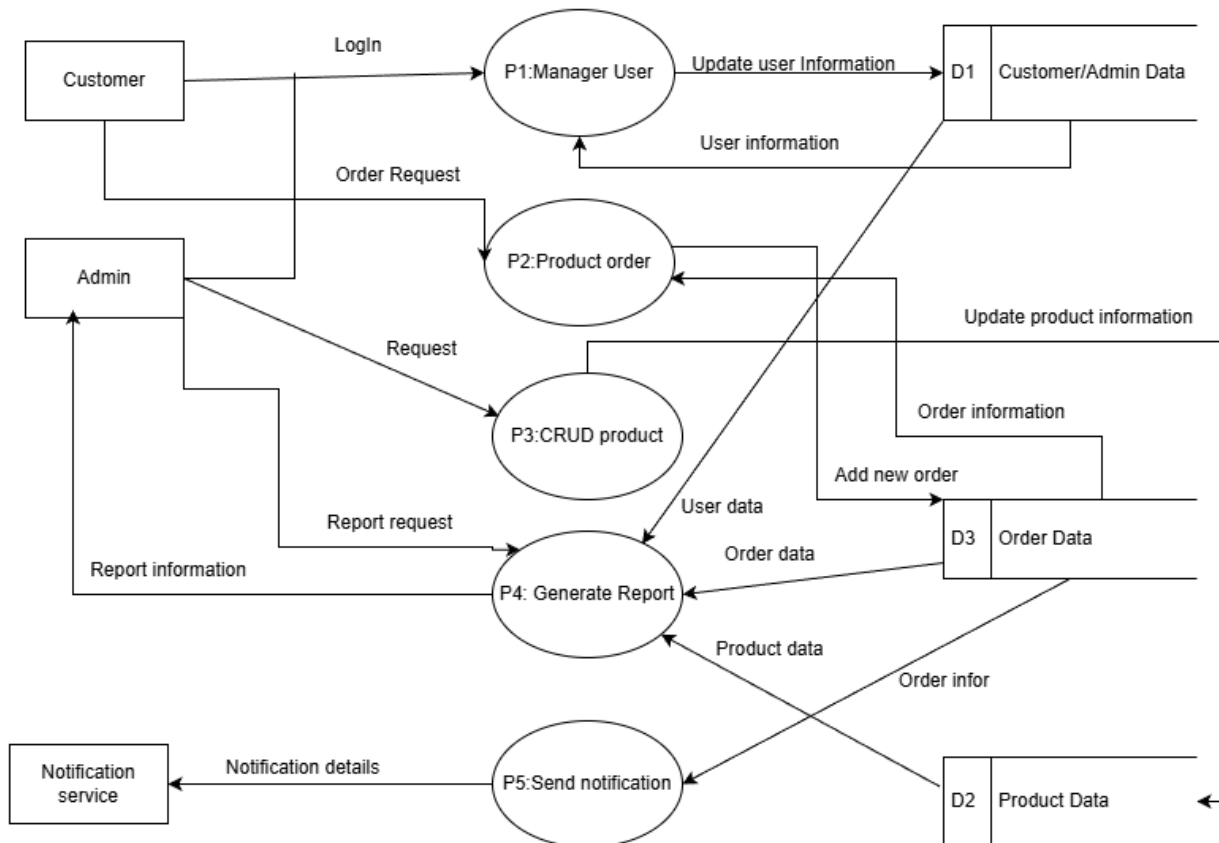 LogIn
Customer
P1:Manager User
Update user Information
D1
Customer/Admin Data
User information
Order Request
Admin
P2:Product order
Update product information
Request
Order information
P3:CRUD product
Add new order
User data
Report request
Order data
D3
Order Data
Report information
P4: Generate Report
Product data
Order infor
Notification
service
Notification details
P5:Send notification
D2
Product Data